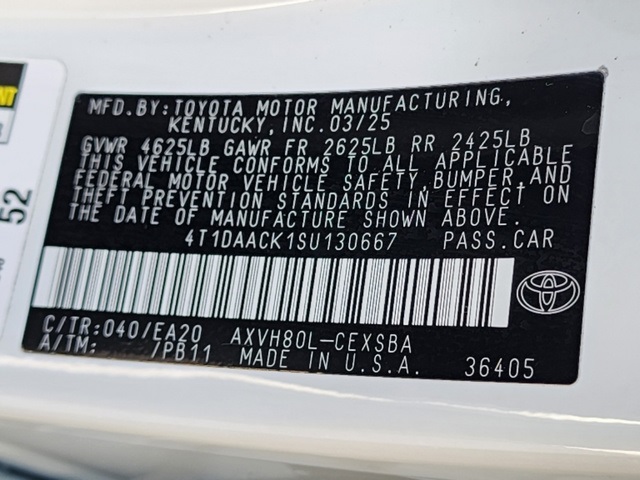 MFD. BY: TOYOTA MOTOR MANUFACTURING,
KENTUCKY, INC. 03/25
GVWR 4625LB GAWR FR 2625LB RR 2425LB
THIS VEHICLE CONFORMS TO ALL APPLICABLE
FEDERAL MOTOR VEHICLE SAFETY, BUMPER, AND
THEFT PREVENTION STANDARDS IN EFFECT ON
THE DATE OF MANUFACTURE SHOWN ABOVE.
4T1DAACK1SU130667 PASS. CAR
C/TR: 040/EA20 AXVH80L-CEXSBA
A/TM: /PB11 MADE IN U.S.A. 36405
52